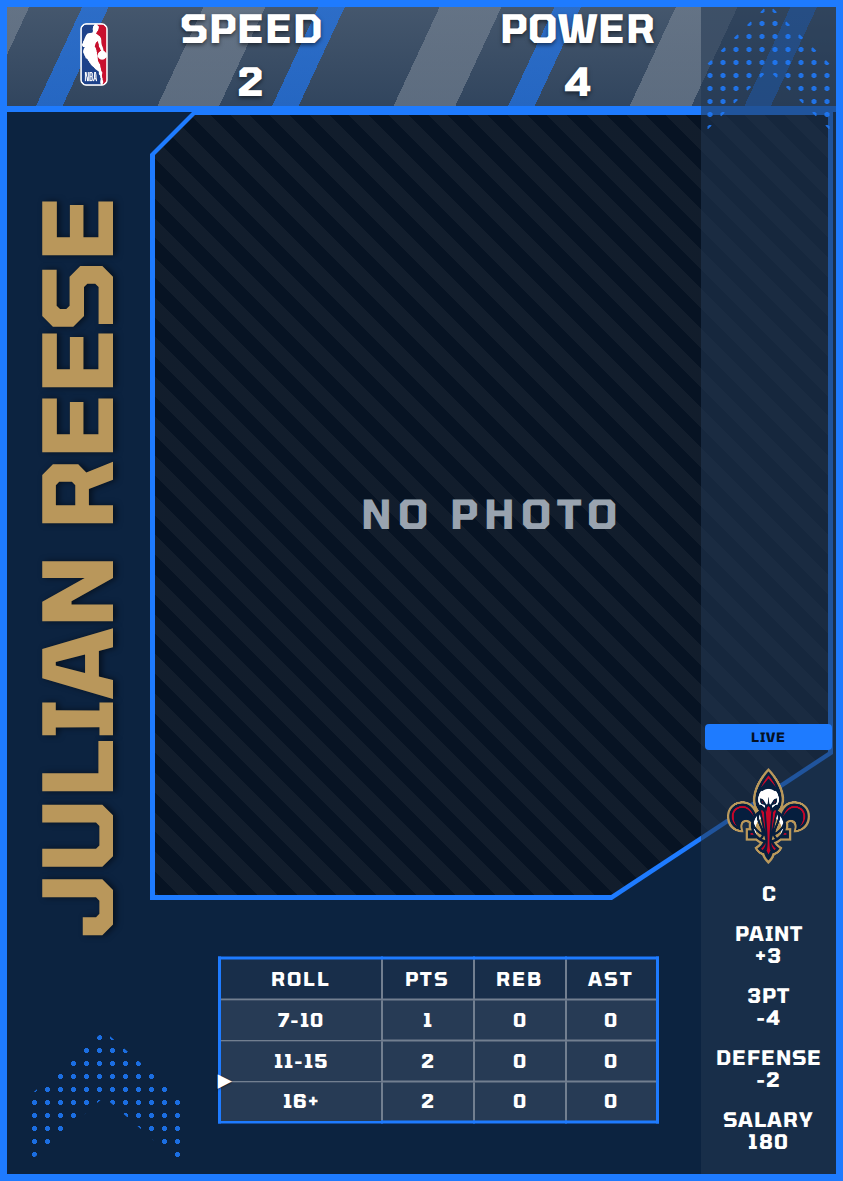 SPEED
2
POWER
4
NBA
JULIAN REESE
NO PHOTO
LIVE
C
PAINT
+3
3PT
-4
DEFENSE
-2
SALARY
180
ROLL PTS REB AST
7-10 1 0 0
11-15 2 0 0
16+ 2 0 0